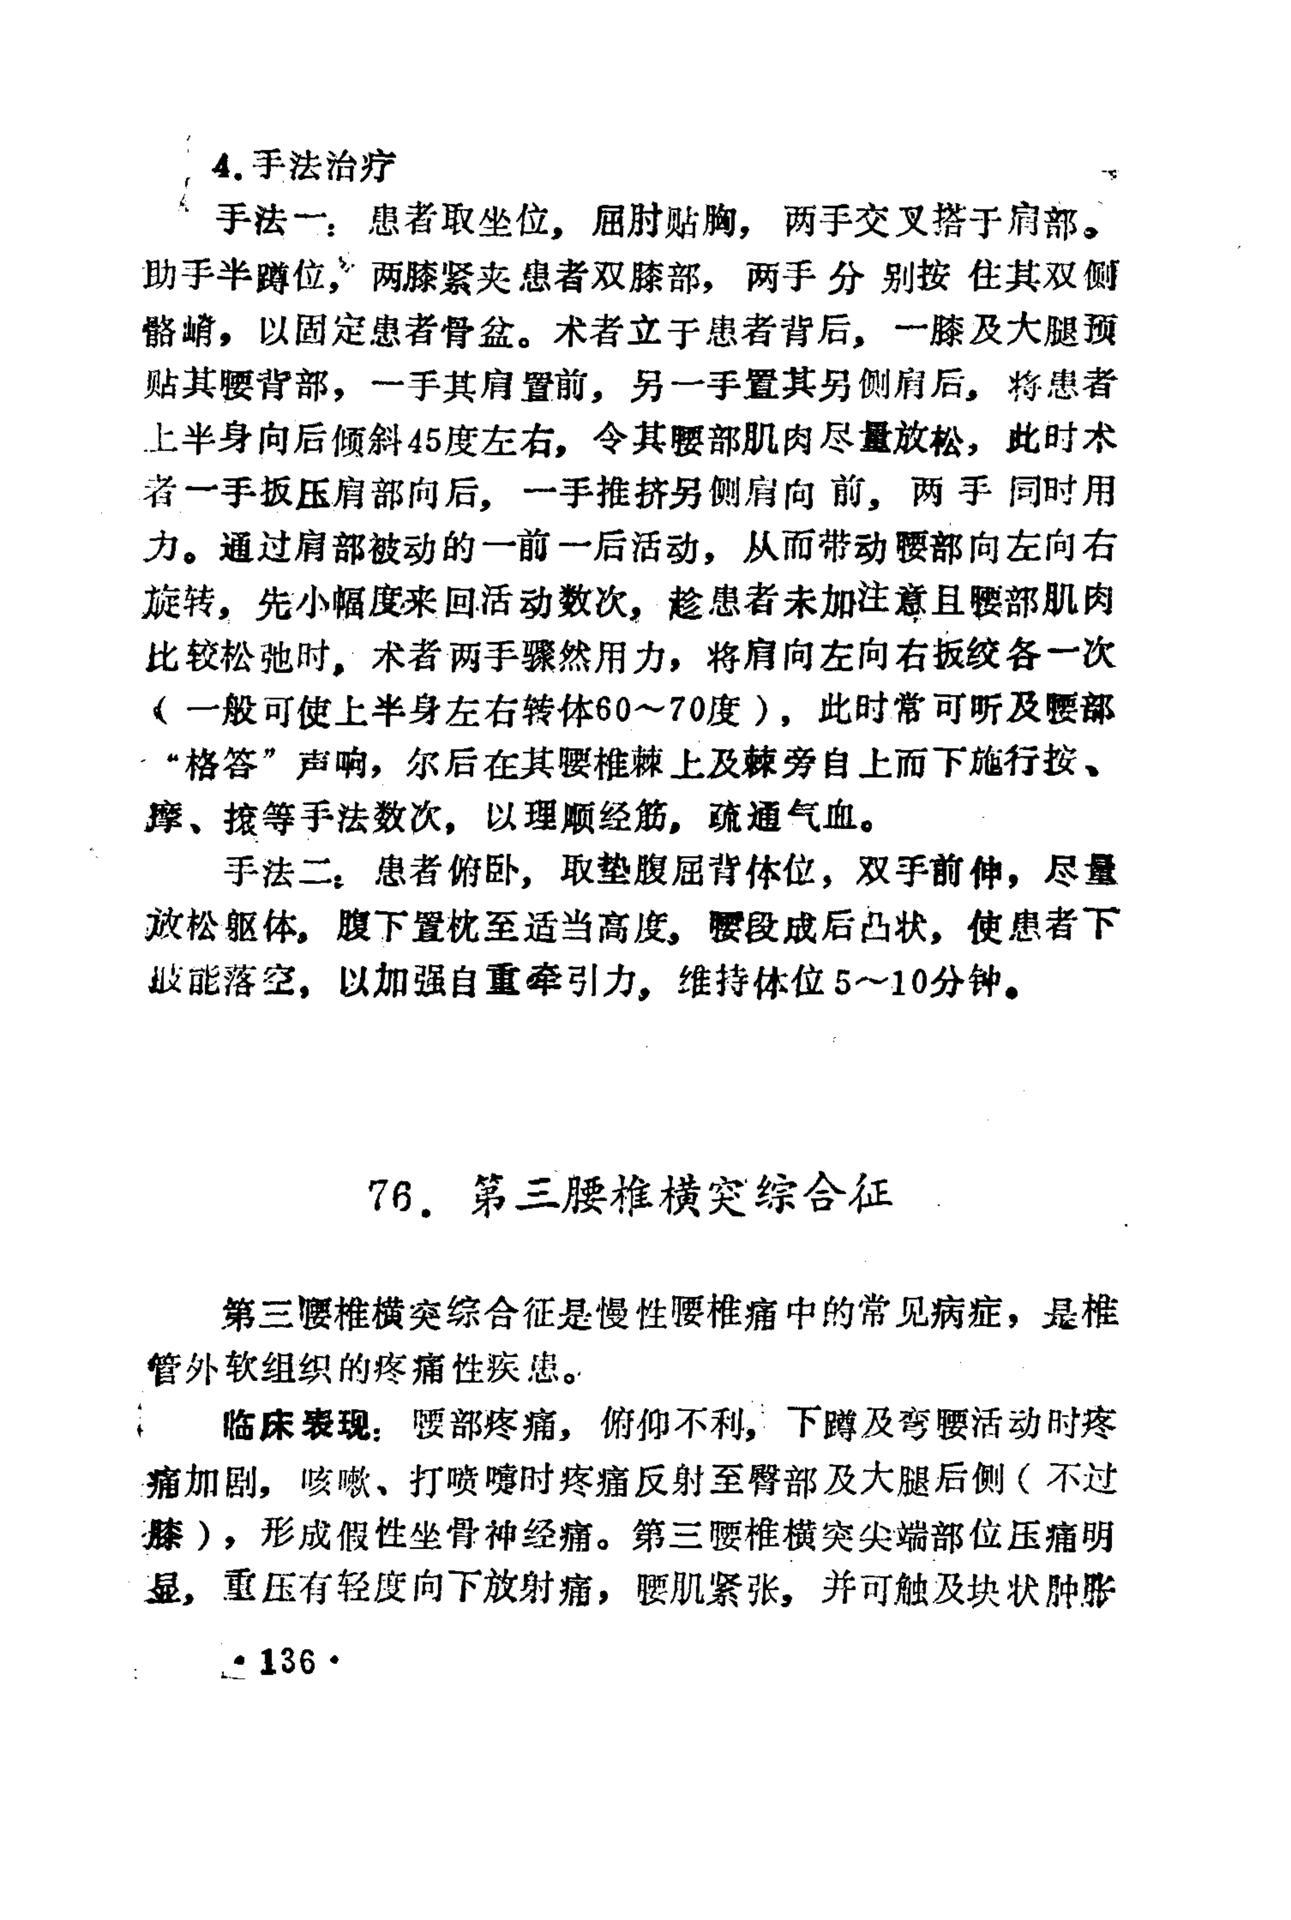 4.手法治疗
手法一：患者取坐位，屈肘贴胸，两手交叉搭于肩部。
助手半蹲位，两膝紧夹患者双膝部，两手分别按住其双侧
髂嵴，以固定患者骨盆。术者立于患者背后，一膝及大腿预
贴其腰背部，一手其肩置前，另一手置其另侧肩后，将患者
上半身向后倾斜45度左右，令其腰部肌肉尽量放松，此时术
者一手扳压肩部向后，一手推挤另侧肩向前，两手同时用
力。通过肩部被动的一前一后活动，从而带动腰部向左向右
旋转，先小幅度来回活动数次，趁患者未加注意且腰部肌肉
比较松弛时，术者两手骤然用力，将肩向左向右扳绞各一次
（一般可使上半身左右转体60～70度），此时常可听及腰部
“格答”声响，尔后在其腰椎棘上及棘旁自上而下施行按、
摩、㨰等手法数次，以理顺经筋，疏通气血。
手法二：患者俯卧，取垫腹屈背体位，双手前伸，尽量
放松躯体，腹下置枕至适当高度，腰段成后凸状，使患者下
肢能落空，以加强自重牵引力，维持体位5～10分钟。
76．第三腰椎横突综合征
第三腰椎横突综合征是慢性腰椎痛中的常见病症，是椎
管外软组织的疼痛性疾患。
临床表现：腰部疼痛，俯仰不利，下蹲及弯腰活动时疼
痛加剧，咳嗽、打喷嚏时疼痛反射至臀部及大腿后侧（不过
膝），形成假性坐骨神经痛。第三腰椎横突尖端部位压痛明
显，重压有轻度向下放射痛，腰肌紧张，并可触及块状肿胀
·136·